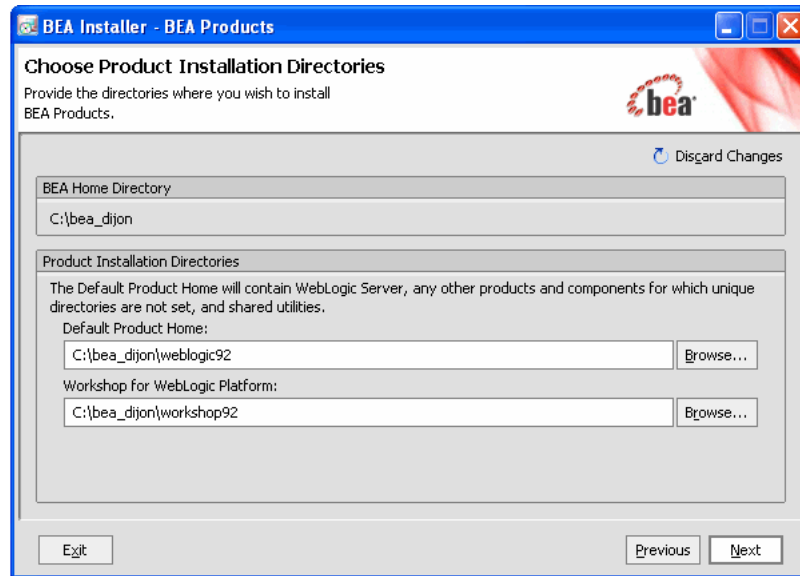 BEA Installer - BEA Products
Choose Product Installation Directories
Provide the directories where you wish to install
BEA Products.
bea
Discard Changes
BEA Home Directory
C:\bea_dijon
Product Installation Directories
The Default Product Home will contain WebLogic Server, any other products and components for which unique
directories are not set, and shared utilities.
Default Product Home:
C:\bea_dijon\weblogic92
Browse...
Workshop for WebLogic Platform:
C:\bea_dijon\workshop92
Browse...
Exit
Previous
Next